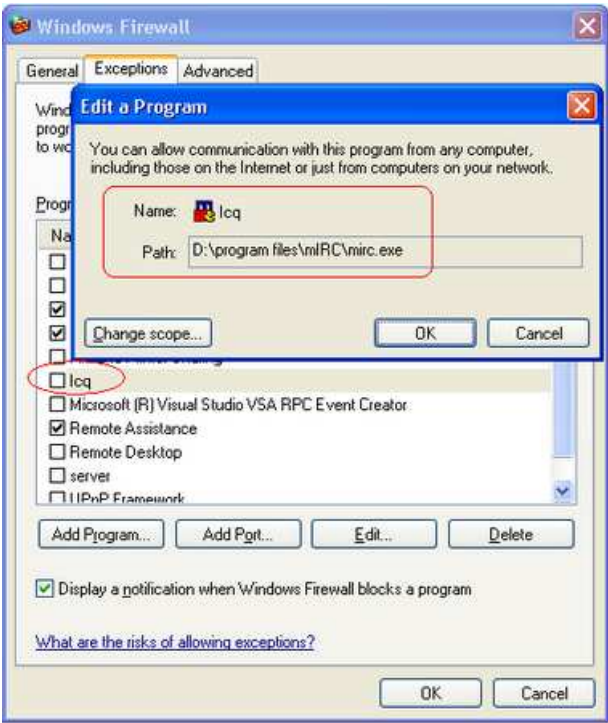 Windows Firewall
General Exceptions Advanced
Edit a Program
You can allow communication with this program from any computer,
including those on the Internet or just from computers on your network.
Name: Icq
Path: D:\program files\mIRC\mirc.exe
Change scope... OK Cancel
Icq
Microsoft (R) Visual Studio VSA RPC Event Creator
Remote Assistance
Remote Desktop
server
UPnP Framework
Add Program... Add Port... Edit... Delete
Display a notification when Windows Firewall blocks a program
What are the risks of allowing exceptions?
OK Cancel